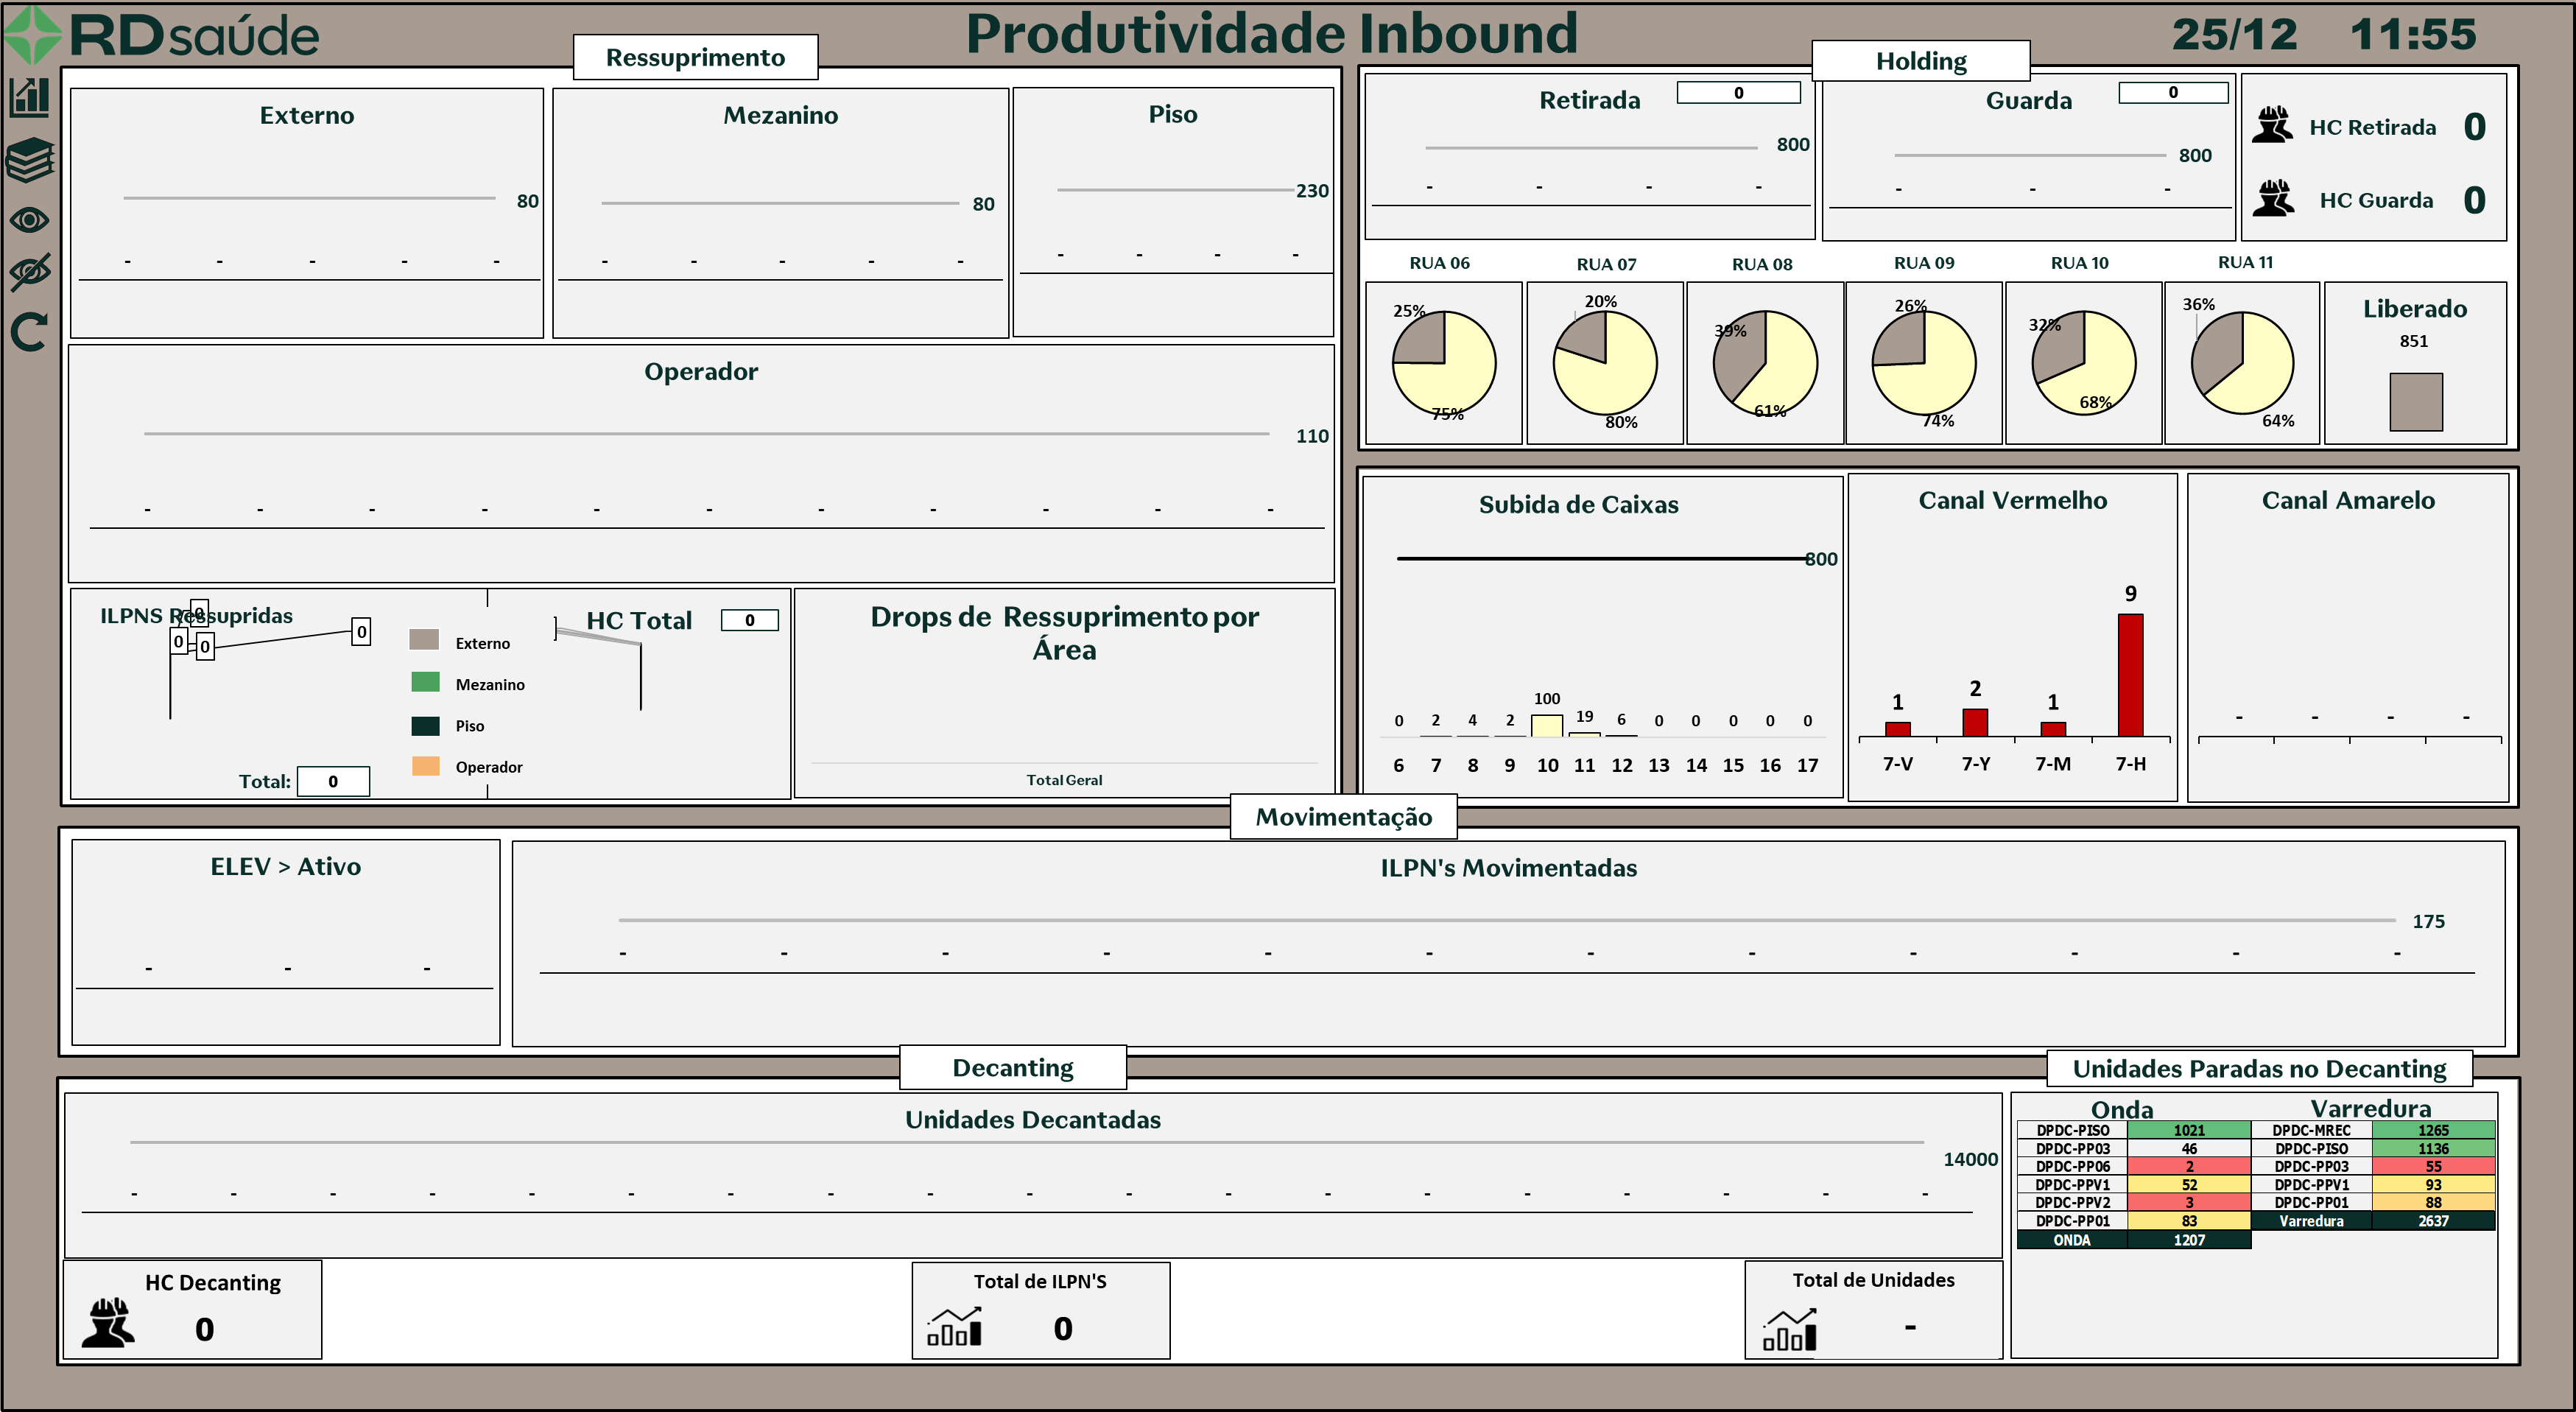 RDsaúde
Produtividade Inbound
25/12 11:55
Ressuprimento
Externo
80
- - - - -
Mezanino
80
- - - - -
Piso
230
- - - -
Operador
110
- - - - - - - - - - -
ILPNS Ressupridas
0
0
0
0
Total: 0
Externo
Mezanino
Piso
Operador
HC Total 0
Drops de Ressuprimento por
Área
Total Geral
Holding
Retirada 0
800
- - - -
Guarda 0
800
- - -
HC Retirada 0
HC Guarda 0
RUA 06 RUA 07 RUA 08 RUA 09 RUA 10 RUA 11
25% 75%
20% 80%
39% 61%
26% 74%
32% 68%
36% 64%
Liberado
851
Subida de Caixas
800
0 2 4 2 100 19 6 0 0 0 0 0
6 7 8 9 10 11 12 13 14 15 16 17
Canal Vermelho
1 2 1 9
7-V 7-Y 7-M 7-H
Canal Amarelo
- - - -
Movimentação
ELEV > Ativo
- - -
ILPN's Movimentadas
175
- - - - - - - - - - - -
Decanting
Unidades Decantadas
14000
- - - - - - - - - - - - - - - - - - -
HC Decanting
0
Total de ILPN'S
0
Total de Unidades
-
Unidades Paradas no Decanting
Onda Varredura
DPDC-PISO 1021 DPDC-MREC 1265
DPDC-PP03 46 DPDC-PISO 1136
DPDC-PP06 2 DPDC-PP03 55
DPDC-PPV1 52 DPDC-PPV1 93
DPDC-PPV2 3 DPDC-PP01 88
DPDC-PP01 83 Varredura 2637
ONDA 1207